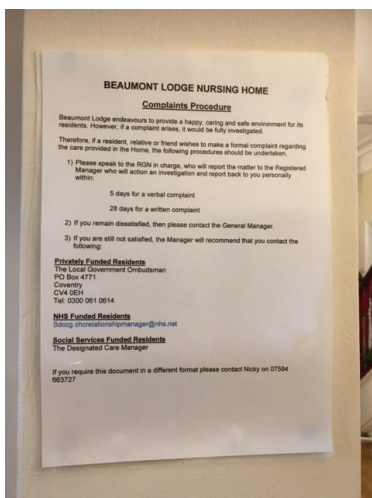 BEAUMONT LODGE NURSING HOME
Complaints Procedure
Beaumont Lodge endeavours to provide a happy, caring and safe environment for its
residents. However, if a complaint arises, it would be fully investigated.
Therefore, if a resident, relative or friend wishes to make a formal complaint regarding
the care provided in the Home, the following procedures should be undertaken.
1) Please speak to the RGN in charge, who will report the matter to the Registered
Manager who will action an investigation and report back to you personally
within:
5 days for a verbal complaint
28 days for a written complaint
2) If you remain dissatisfied, then please contact the General Manager.
3) If you are still not satisfied, the Manager will recommend that you contact the
following:
Privately Funded Residents
The Local Government Ombudsman
PO Box 4771
Coventry
CV4 0EH
Tel: 0300 061 0614
NHS Funded Residents
Sdccg.chcrelationshipmanager@nhs.net
Social Services Funded Residents
The Designated Care Manager
If you require this document in a different format please contact Nicky on 07584
663727